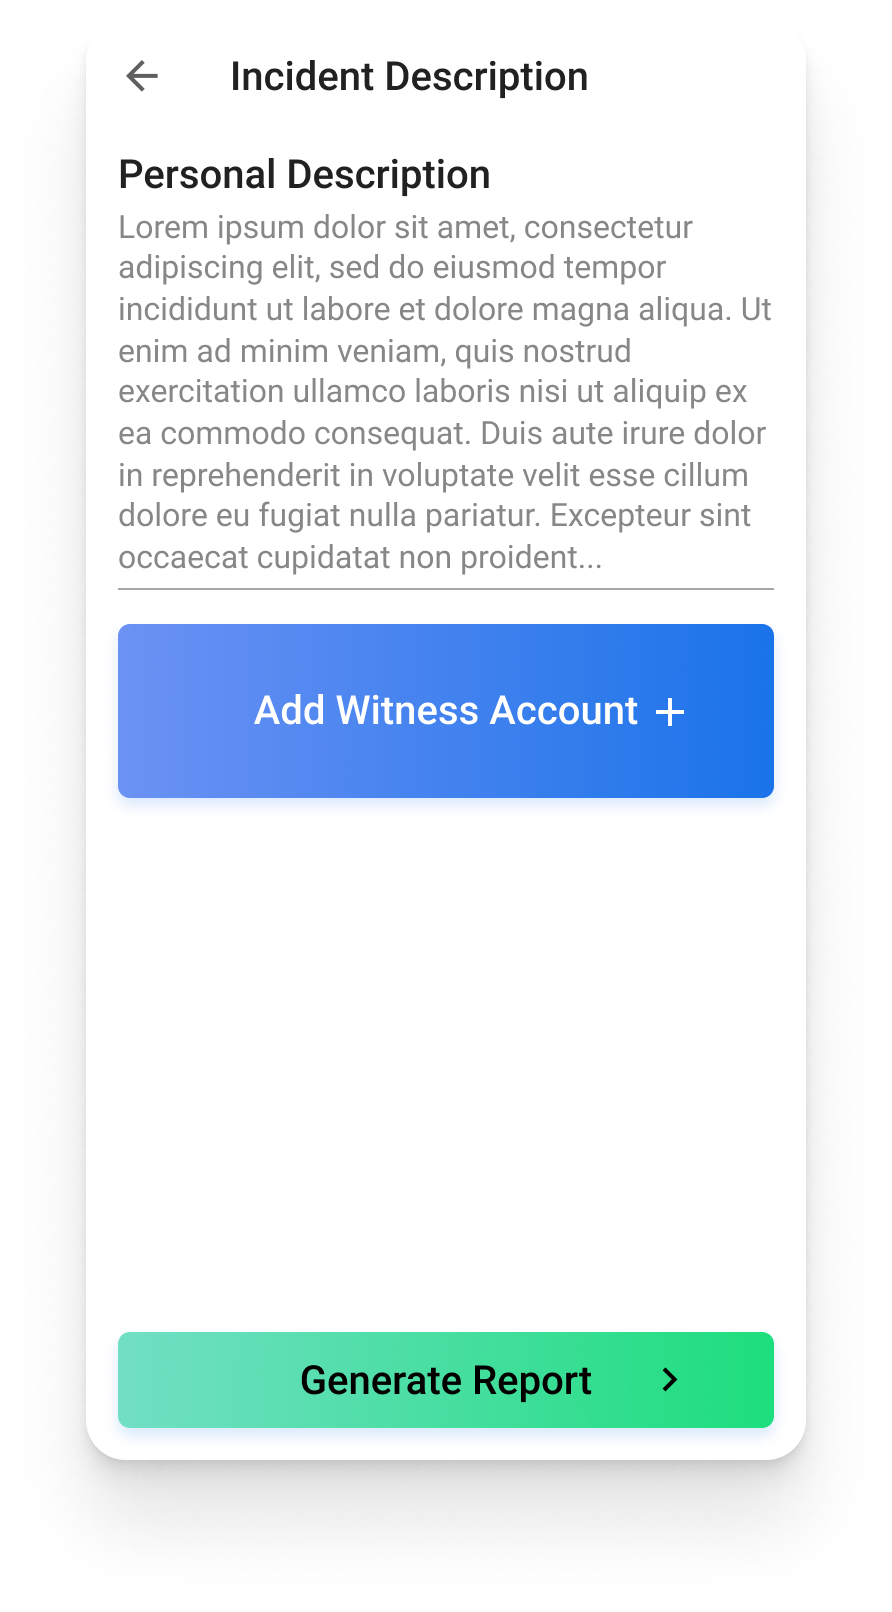 Incident Description
Personal Description
Lorem ipsum dolor sit amet, consectetur
adipiscing elit, sed do eiusmod tempor
incididunt ut labore et dolore magna aliqua. Ut
enim ad minim veniam, quis nostrud
exercitation ullamco laboris nisi ut aliquip ex
ea commodo consequat. Duis aute irure dolor
in reprehenderit in voluptate velit esse cillum
dolore eu fugiat nulla pariatur. Excepteur sint
occaecat cupidatat non proident...
Add Witness Account +
Generate Report